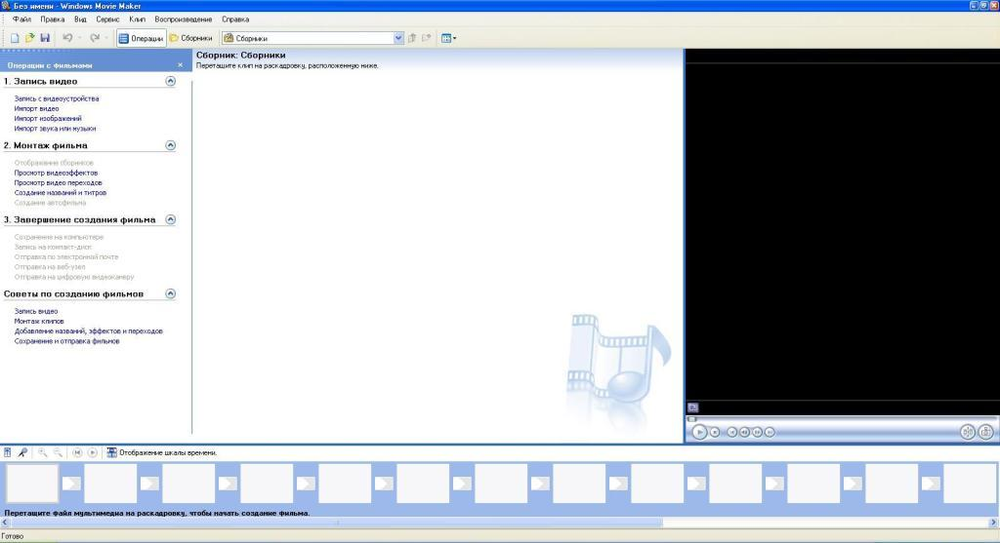 Без имени - Windows Movie Maker
Файл Правка Вид Сервис Клип Воспроизведение Справка
Операции Сборники Сборники
Операции с фильмами
Сборник: Сборники
Перетащите клип на раскадровку, расположенную ниже.
1. Запись видео
Запись с видеоустройства
Импорт видео
Импорт изображений
Импорт звука или музыки
2. Монтаж фильма
Отображение сборников
Просмотр видеоэффектов
Просмотр видео переходов
Создание названий и титров
Создание автофильма
3. Завершение создания фильма
Сохранение на компьютере
Запись на компакт-диск
Отправка по электронной почте
Отправка на веб-узел
Отправка на цифровую видеокамеру
Советы по созданию фильмов
Запись видео
Монтаж клипов
Добавление названий, эффектов и переходов
Сохранение и отправка фильмов
Отображение шкалы времени.
Перетащите файл мультимедиа на раскадровку, чтобы начать создание фильма.
Готово